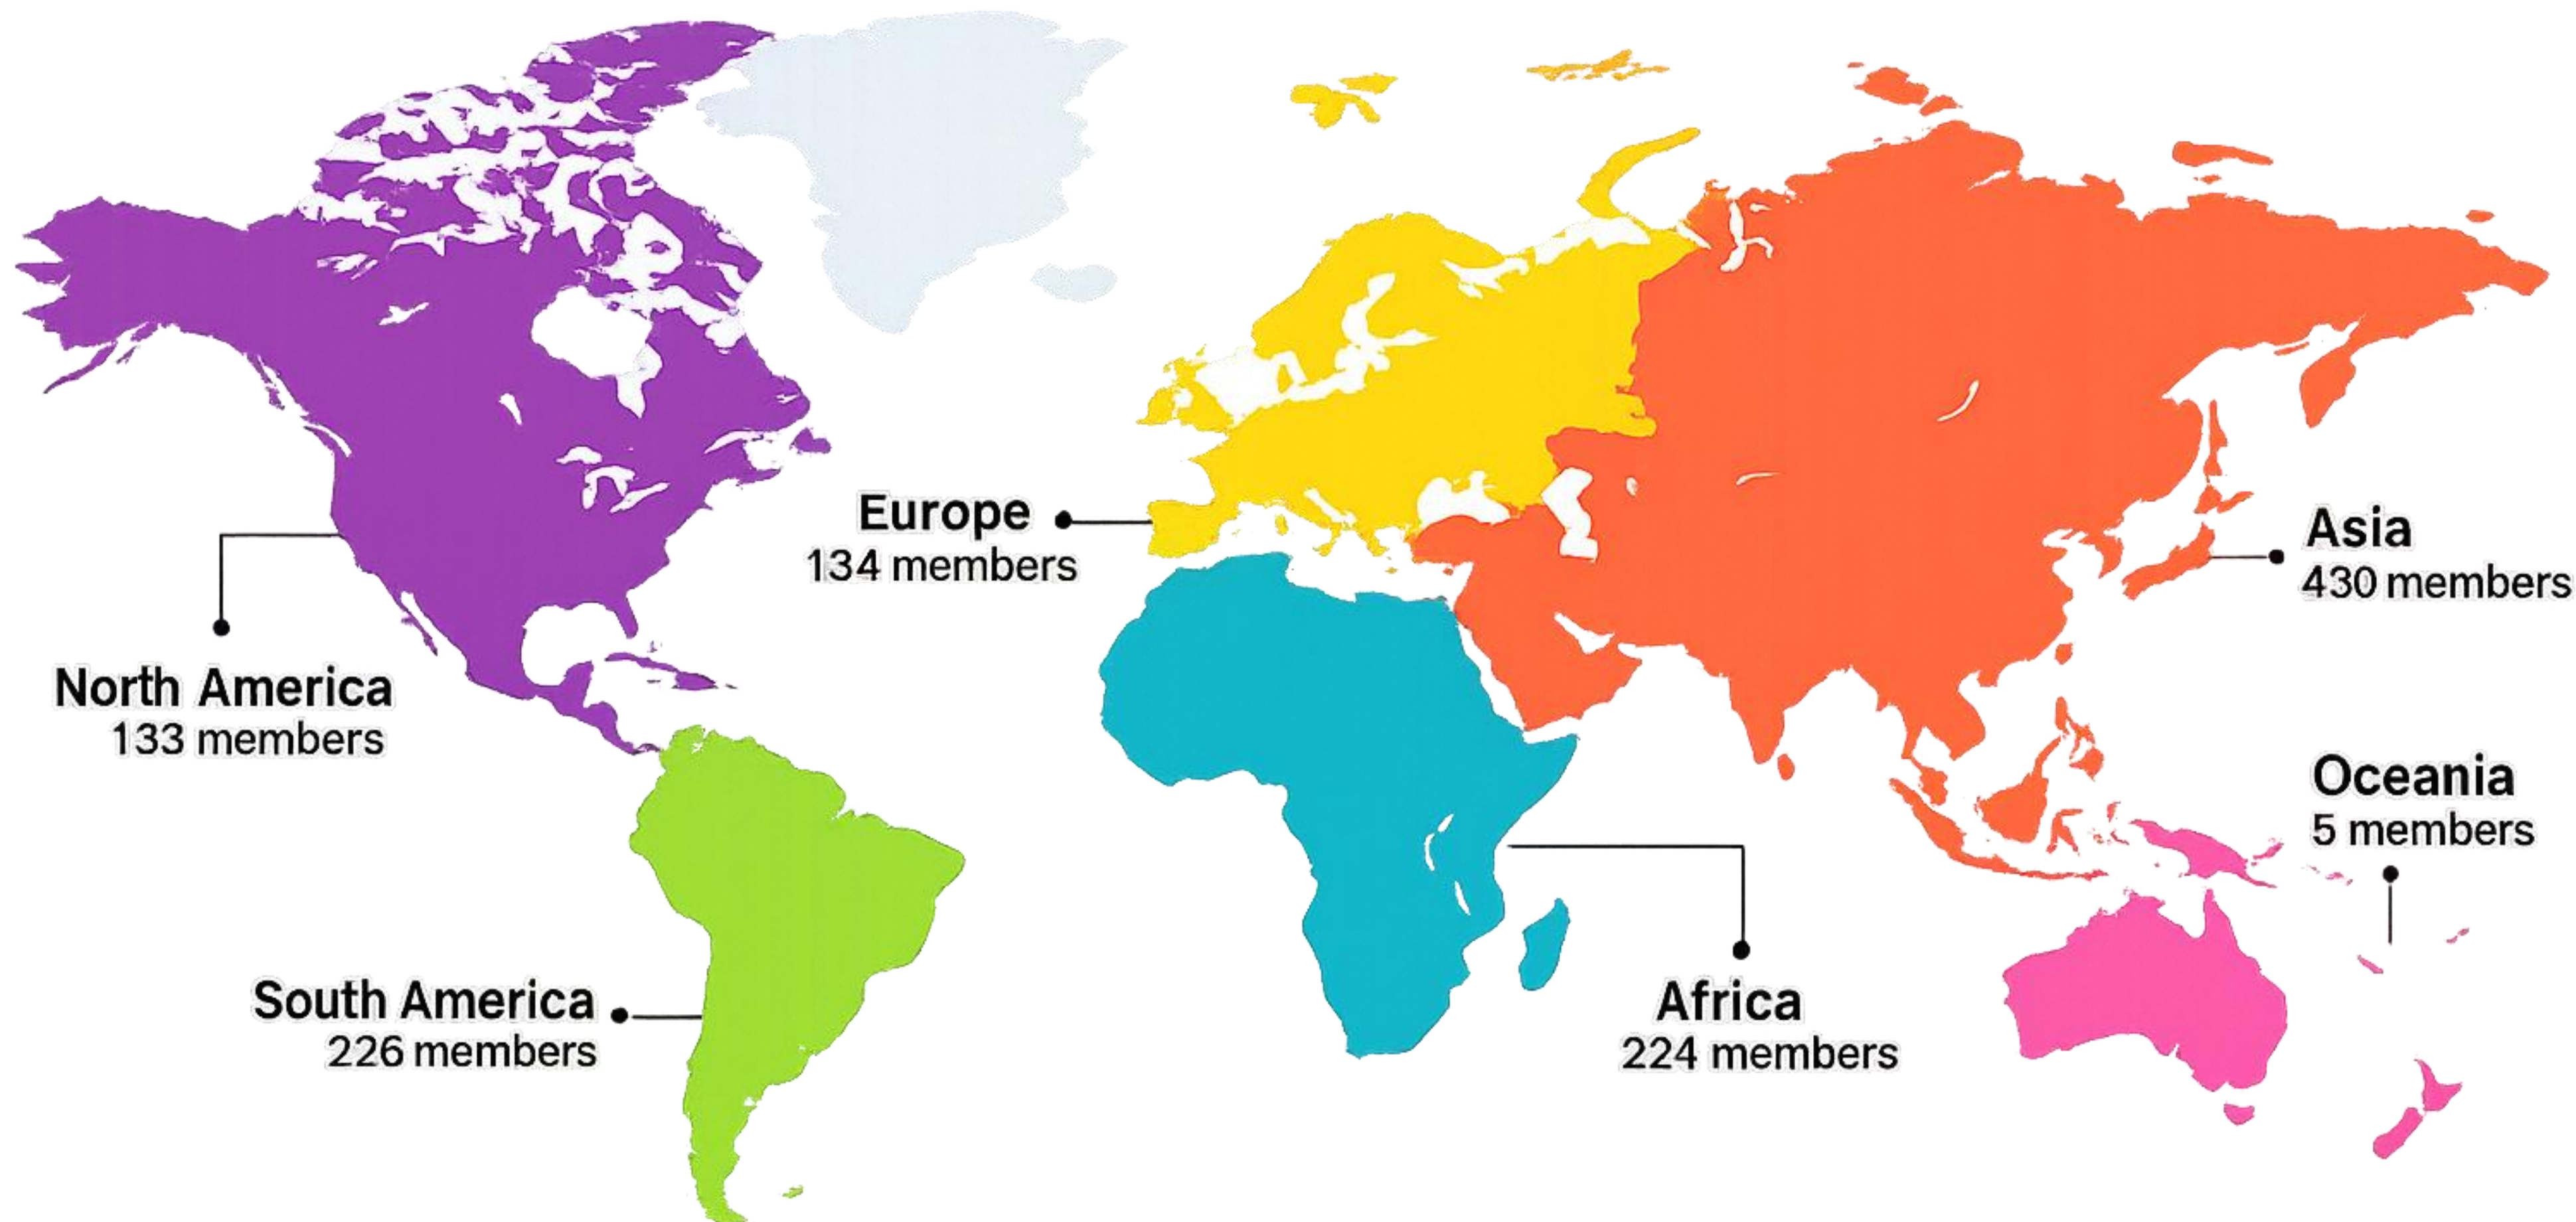 Europe
134 members
Asia
430 members
North America
133 members
Oceania
5 members
South America
226 members
Africa
224 members